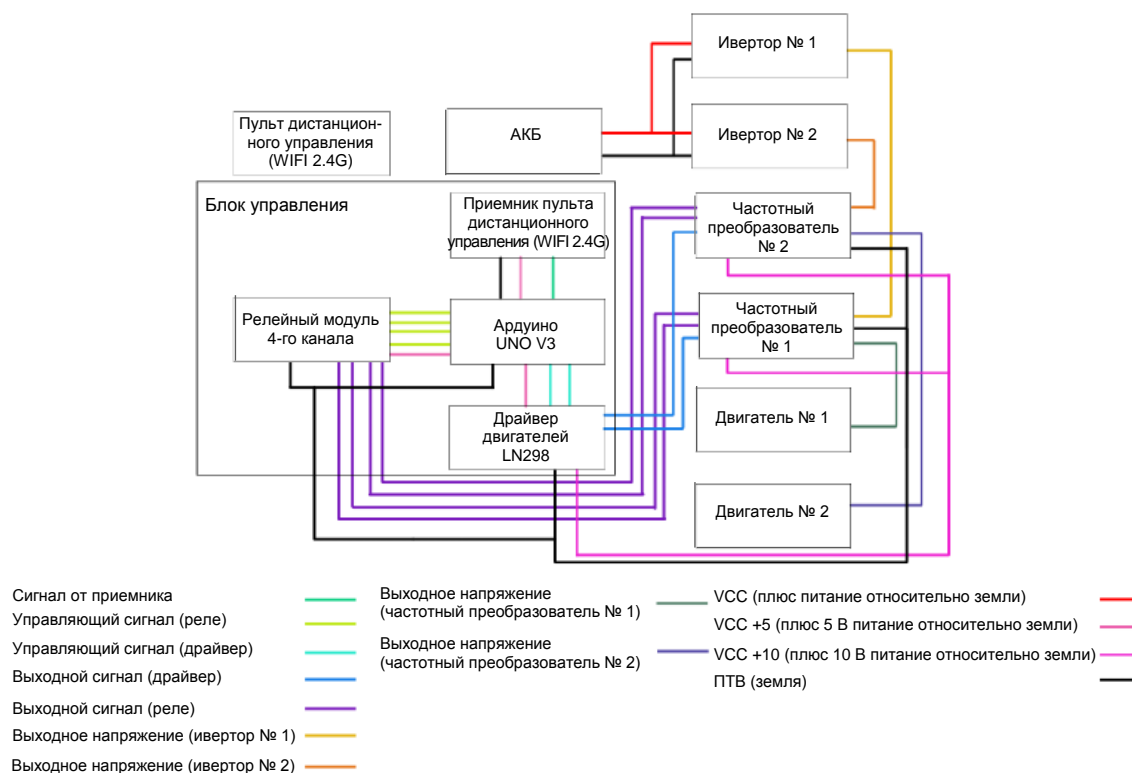 Ивертор № 1
Пульт дистанцион-
ного управления
(WIFI 2.4G)
АКБ
Ивертор № 2
Блок управления
Приемник пульта
дистанционного
управления (WIFI 2.4G)
Частотный
преобразователь
№ 2
Релейный модуль
4-го канала
Ардуино
UNO V3
Частотный
преобразователь
№ 1
Драйвер
двигателей
LN298
Двигатель № 1
Двигатель № 2
Сигнал от приемника
Управляющий сигнал (реле)
Управляющий сигнал (драйвер)
Выходной сигнал (драйвер)
Выходной сигнал (реле)
Выходное напряжение (ивертор № 1)
Выходное напряжение (ивертор № 2)
Выходное напряжение
(частотный преобразователь № 1)
Выходное напряжение
(частотный преобразователь № 2)
VCC (плюс питание относительно земли)
VCC +5 (плюс 5 В питание относительно земли)
VCC +10 (плюс 10 В питание относительно земли)
ПТВ (земля)